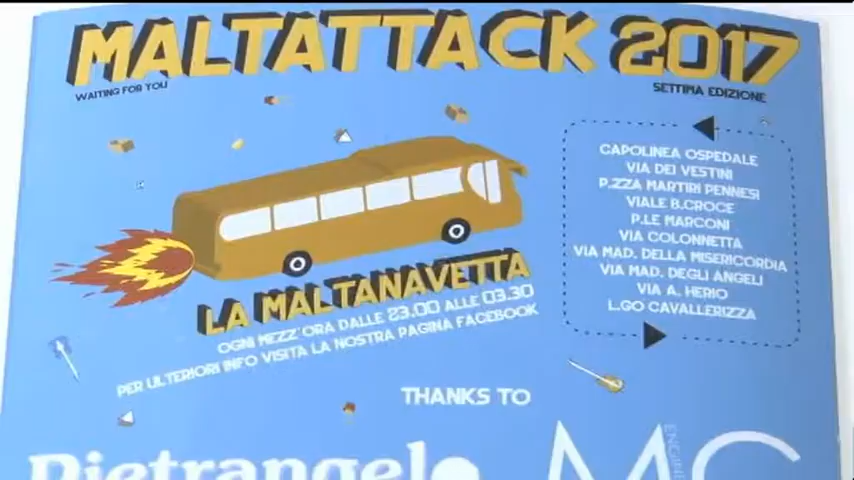 MALTATTACK 2017
WAITING FOR YOU
SETTIMA EDIZIONE
CAPOLINEA OSPEDALE
VIA DEI VESTINI
P.ZZA MARTIRI PENNESI
VIALE B.CROCE
P.LE MARCONI
VIA COLONNETTA
VIA MAD. DELLA MISERICORDIA
VIA MAD. DEGLI ANGELI
VIA A. HERIO
L.GO CAVALLERIZZA
LA MALTANAVETTA
OGNI MEZZ'ORA DALLE 23.00 ALLE 03.30
PER ULTERIORI INFO VISITA LA NOSTRA PAGINA FACEBOOK
THANKS TO
Pietrangelo
MC